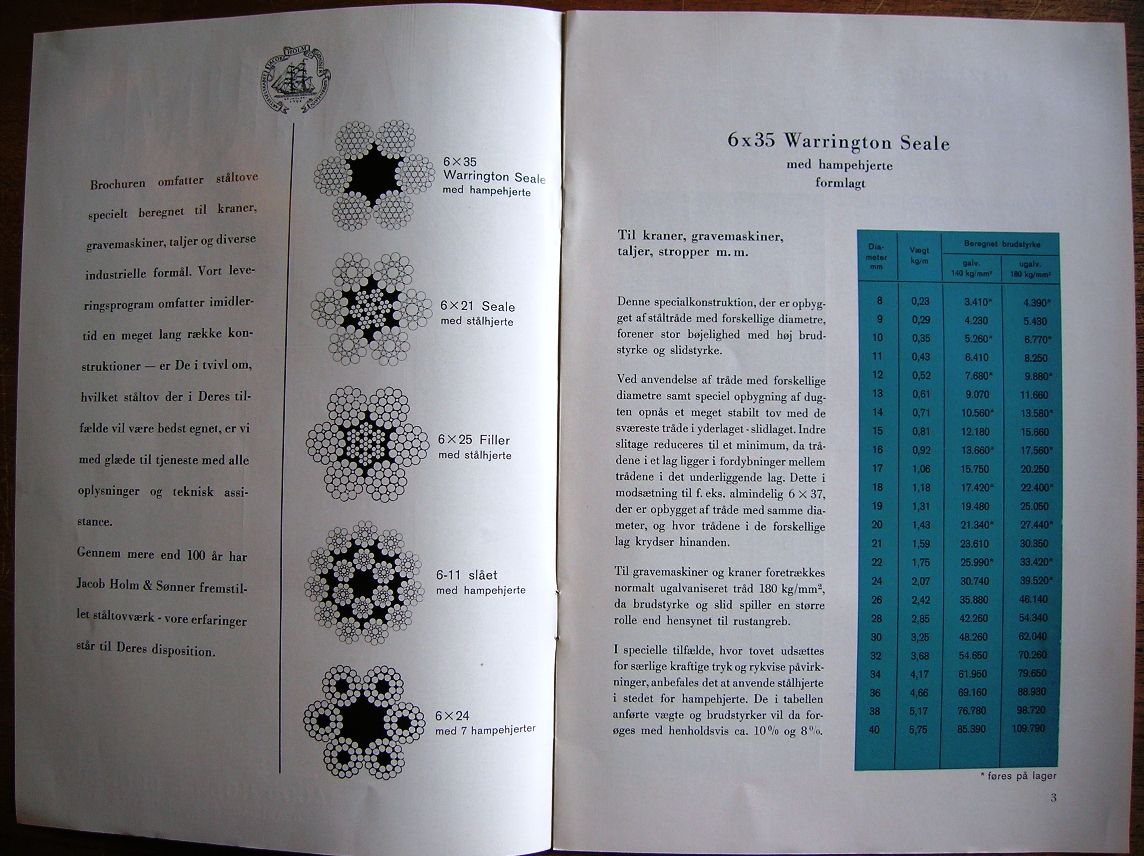 JACOB HOLM
Brochuren omfatter ståltove
specielt beregnet til kraner,
gravemaskiner, taljer og diverse
industrielle formål. Vort leve-
ringsprogram omfatter imidler-
tid en meget lang række kon-
struktioner — er De i tvivl om,
hvilket ståltov der i Deres til-
fælde vil være bedst egnet, er vi
med glæde til tjeneste med alle
oplysninger og teknisk assi-
stance.
Gennem mere end 100 år har
Jacob Holm & Sønner fremstil-
let ståltovværk - vore erfaringer
står til Deres disposition.
6×35
Warrington Seale
med hampehjerte
6×21 Seale
med stålhjerte
6×25 Filler
med stålhjerte
6-11 slået
med hampehjerte
6×24
med 7 hampehjerter
6x35 Warrington Seale
med hampehjerte
formlagt
Til kraner, gravemaskiner,
taljer, stropper m. m.
Denne specialkonstruktion, der er opbyg-
get af ståltråde med forskellige diametre,
forener stor bøjelighed med høj brud-
styrke og slidstyrke.
Ved anvendelse af tråde med forskellige
diametre samt speciel opbygning af dug-
ten opnås et meget stabilt tov med de
sværeste tråde i yderlaget - slidlaget. Indre
slitage reduceres til et minimum, da trå-
dene i et lag ligger i fordybninger mellem
trådene i det underliggende lag. Dette i
modsætning til f. eks. almindelig 6 × 37,
der er opbygget af tråde med samme dia-
meter, og hvor trådene i de forskellige
lag krydser hinanden.
Til gravemaskiner og kraner foretrækkes
normalt ugalvaniseret tråd 180 kg/mm²,
da brudstyrke og slid spiller en større
rolle end hensynet til rustangreb.
I specielle tilfælde, hvor tovet udsættes
for særlige kraftige tryk og rykvise påvirk-
ninger, anbefales det at anvende stålhjerte
i stedet for hampehjerte. De i tabellen
anførte vægte og brudstyrker vil da for-
øges med henholdsvis ca. 10% og 8%.
Dia-
meter
mm
Vægt
kg/m
Beregnet brudstyrke
galv.
140 kg/mm²
ugalv.
180 kg/mm²
8 0,23 3.410* 4.390*
9 0,29 4.230 5.430
10 0,35 5.260* 6.770*
11 0,43 6.410 8.250
12 0,52 7.680* 9.880*
13 0,61 9.070 11.660
14 0,71 10.560* 13.580*
15 0,81 12.180 15.660
16 0,92 13.660* 17.560*
17 1,06 15.750 20.250
18 1,18 17.420* 22.400*
19 1,31 19.480 25.050
20 1,43 21.340* 27.440*
21 1,59 23.610 30.350
22 1,75 25.990* 33.420*
24 2,07 30.740 39.520*
26 2,42 35.880 46.140
28 2,85 42.260 54.340
30 3,25 48.260 62.040
32 3,68 54.650 70.260
34 4,17 61.950 79.650
36 4,66 69.160 88.930
38 5,17 76.780 98.720
40 5,75 85.390 109.790
* føres på lager
3